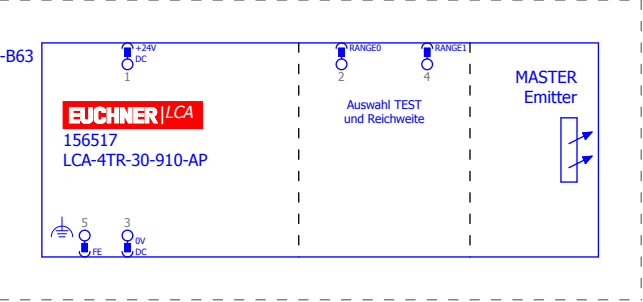 -B63
+24V
DC
1
RANGE0
2
RANGE1
4
MASTER
Emitter
EUCHNER|LCA
156517
LCA-4TR-30-910-AP
Auswahl TEST
und Reichweite
5
FE
3
0V
DC